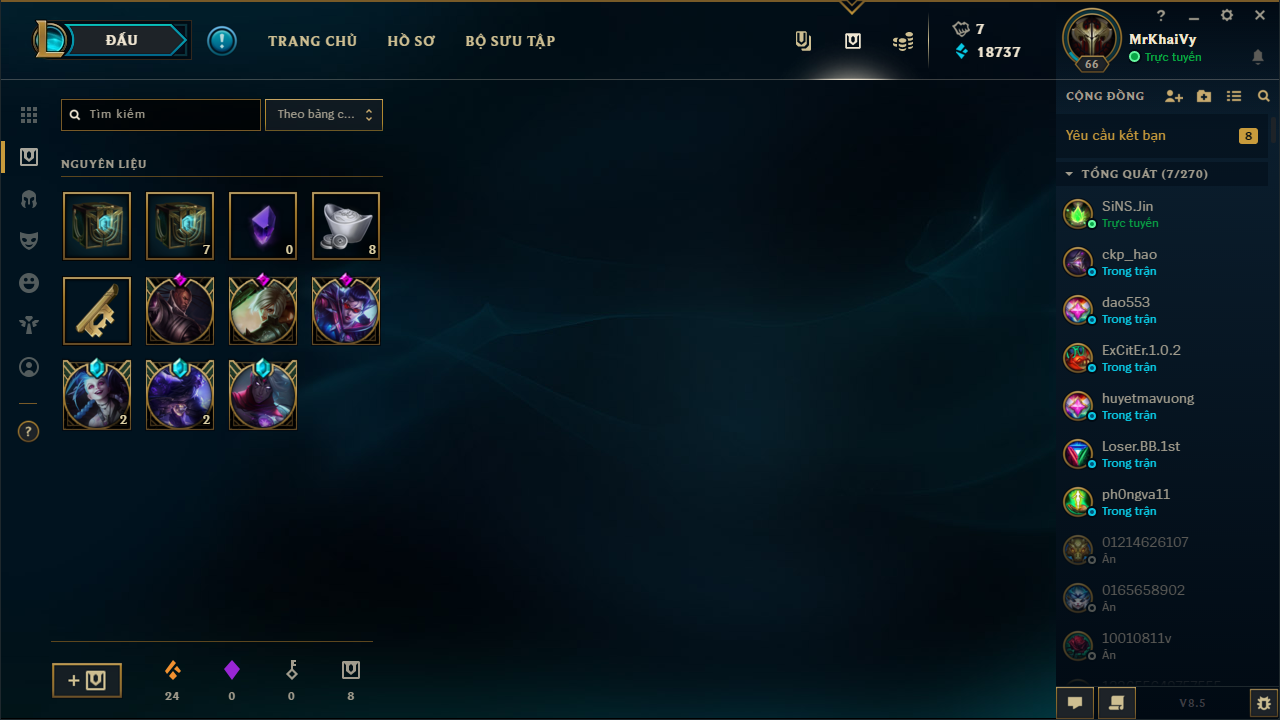 ĐẤU
TRANG CHỦ
HỒ SƠ
BỘ SƯU TẬP
7
18737
66
MrKhaiVy
Trực tuyến
Tìm kiếm
Theo bảng c...
NGUYÊN LIỆU
7
0
8
2
2
24
0
0
8
CỘNG ĐỒNG
Yêu cầu kết bạn
8
TỔNG QUÁT (7/270)
SiNS.Jin
Trực tuyến
ckp_hao
Trong trận
dao553
Trong trận
ExCitEr.1.0.2
Trong trận
huyetmavuong
Trong trận
Loser.BB.1st
Trong trận
ph0ngva11
Trong trận
01214626107
Ẩn
0165658902
Ẩn
10010811v
Ẩn
V8.5